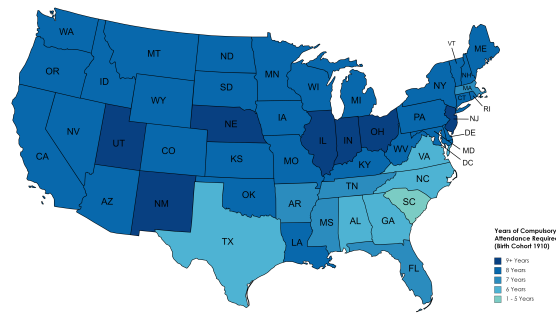 WA
MT
ND
MN
OR
ID
SD
WI
MI
VT
ME
NH
NY
MA
CT
RI
WY
NE
IA
PA
NJ
NV
UT
CO
IL
IN
OH
DE
MD
DC
WV
VA
CA
KS
MO
KY
NC
AZ
NM
OK
AR
TN
SC
TX
LA
MS
AL
GA
FL
Years of Compulsory
Attendance Required
(Birth Cohort 1910)
9+ Years
8 Years
7 Years
6 Years
1 - 5 Years